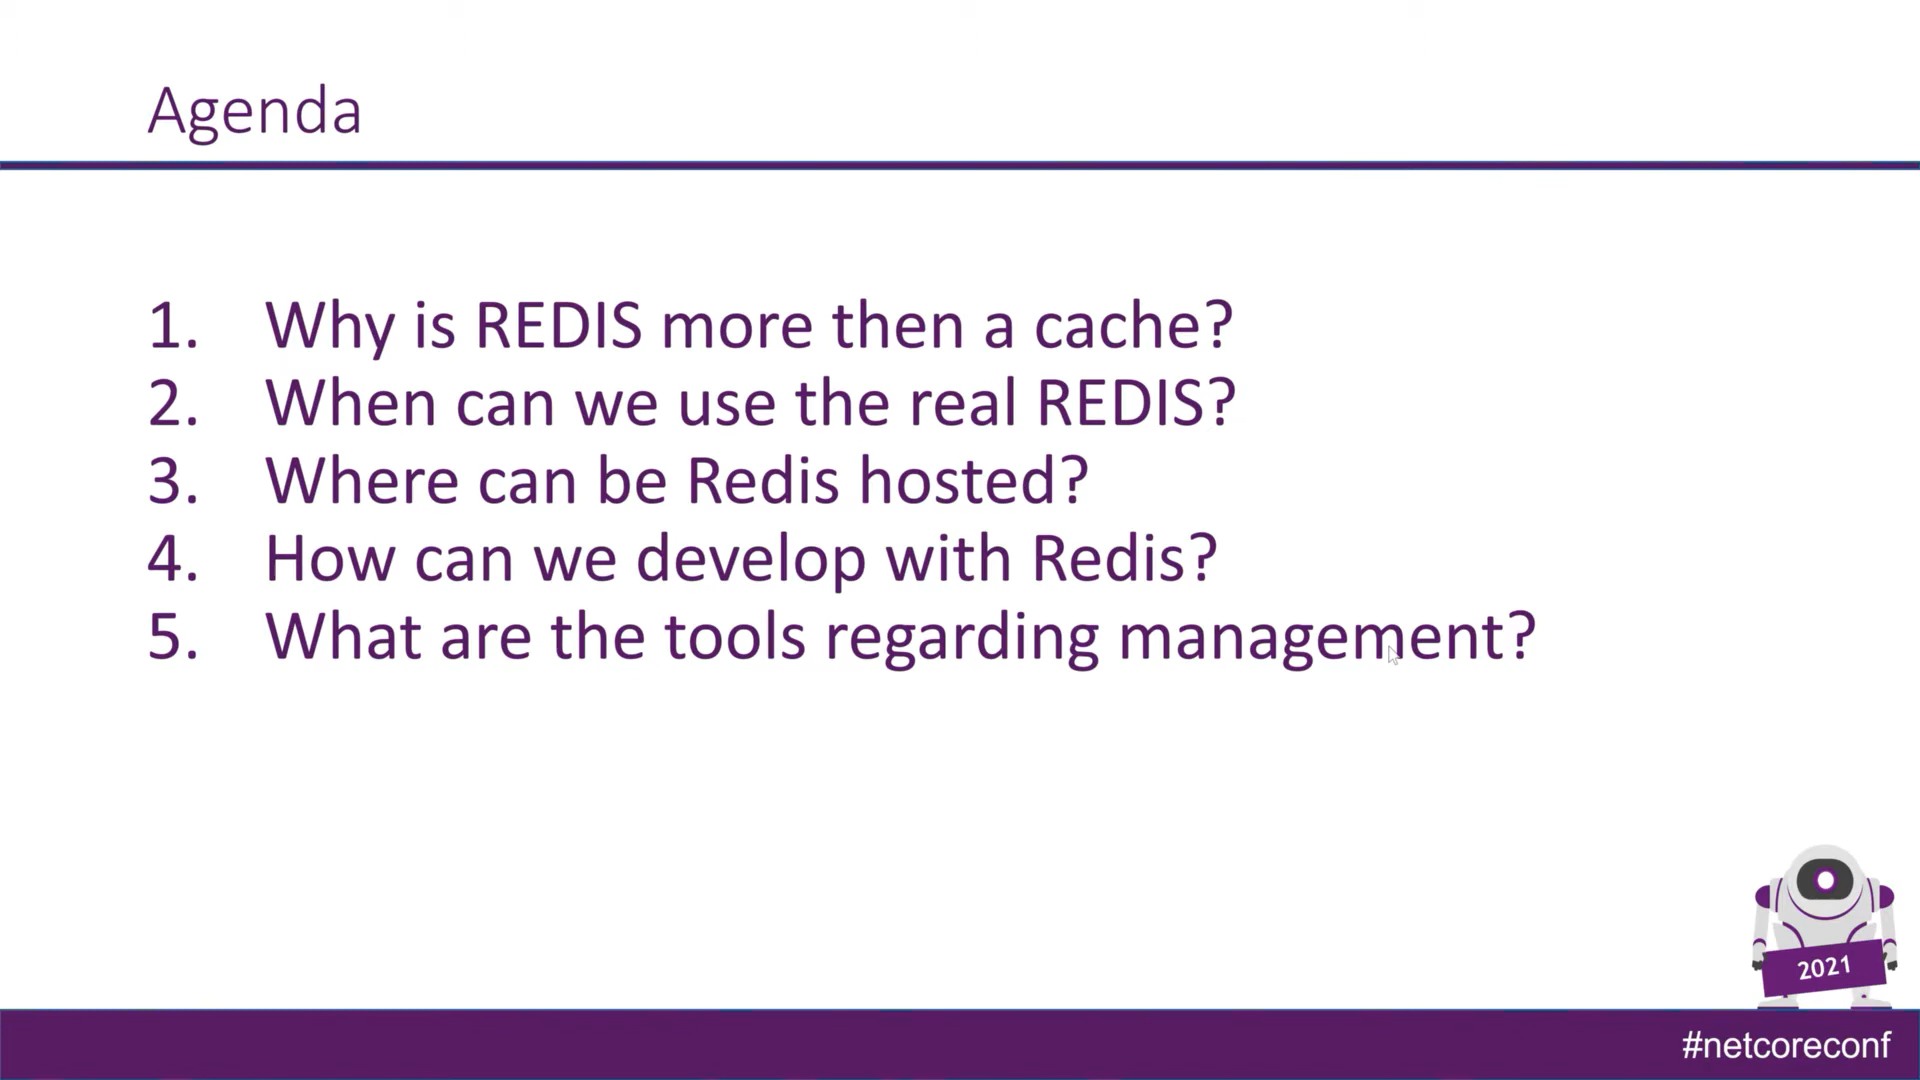 Agenda
1. Why is REDIS more then a cache?
2. When can we use the real REDIS?
3. Where can be Redis hosted?
4. How can we develop with Redis?
5. What are the tools regarding management?
2021
#netcoreconf